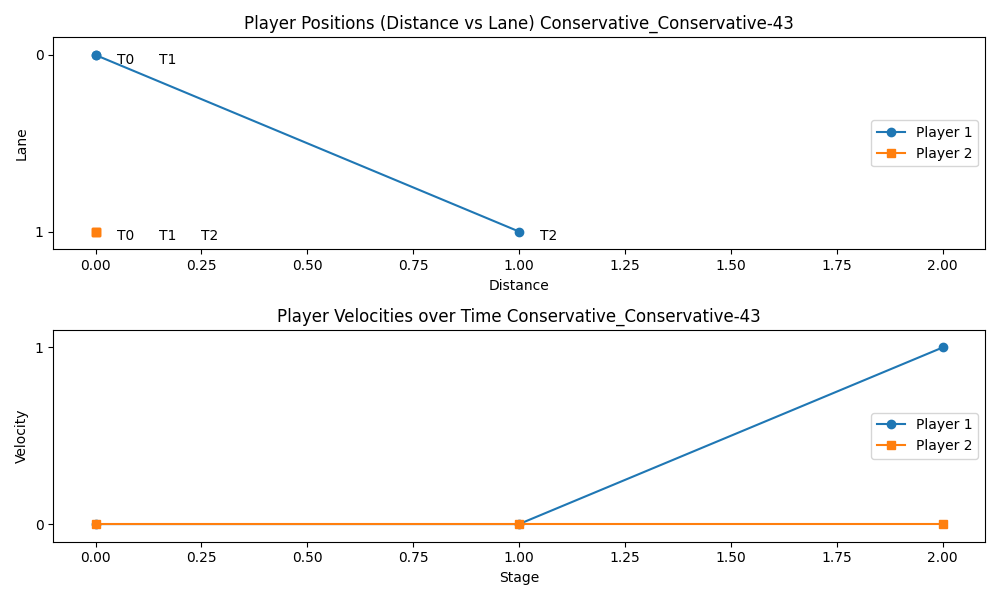 Player Positions (Distance vs Lane) Conservative_Conservative-43
0
T0 T1
Lane
Player 1
Player 2
1
T0 T1 T2
T2
0.00 0.25 0.50 0.75 1.00 1.25 1.50 1.75 2.00
Distance
Player Velocities over Time Conservative_Conservative-43
1
Velocity
Player 1
Player 2
0
0.00 0.25 0.50 0.75 1.00 1.25 1.50 1.75 2.00
Stage